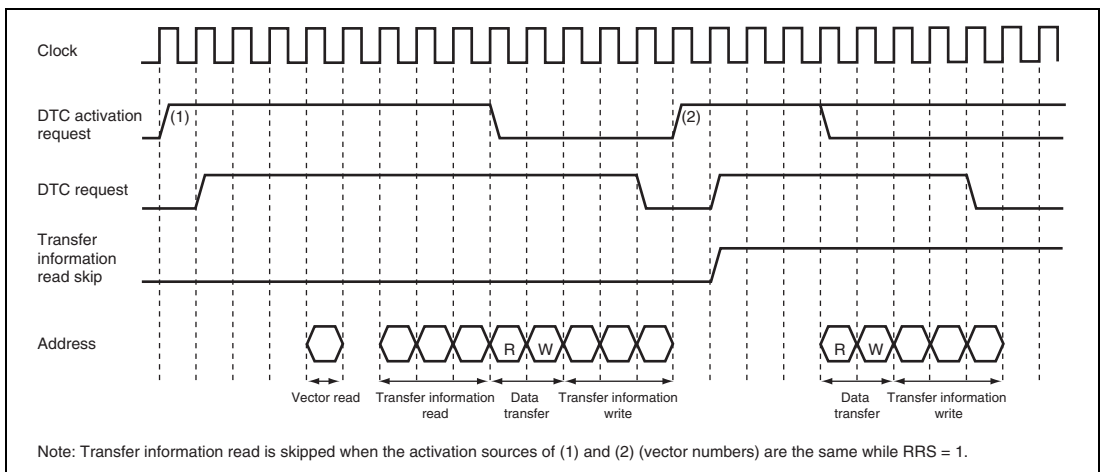 Clock
DTC activation
request
(1)
(2)
DTC request
Transfer
information
read skip
Address
R
W
R
W
Vector read
Transfer information
read
Data
transfer
Transfer information
write
Data
transfer
Transfer information
write
Note: Transfer information read is skipped when the activation sources of (1) and (2) (vector numbers) are the same while RRS = 1.